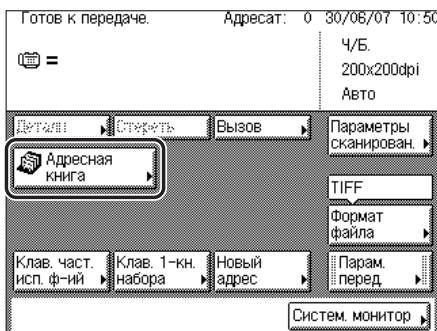 Готов к передаче. Адресат: 0 30/06/07 10:50
=
Ч/Б.
200x200dpi
Авто
Детали Стереть Вызов Параметры
сканирован.
Адресная
книга
TIFF
Формат
файла
Клав. част. Клав. 1-кн. Новый Парам.
исп. ф-ий набора адрес перед.
Систем. монитор